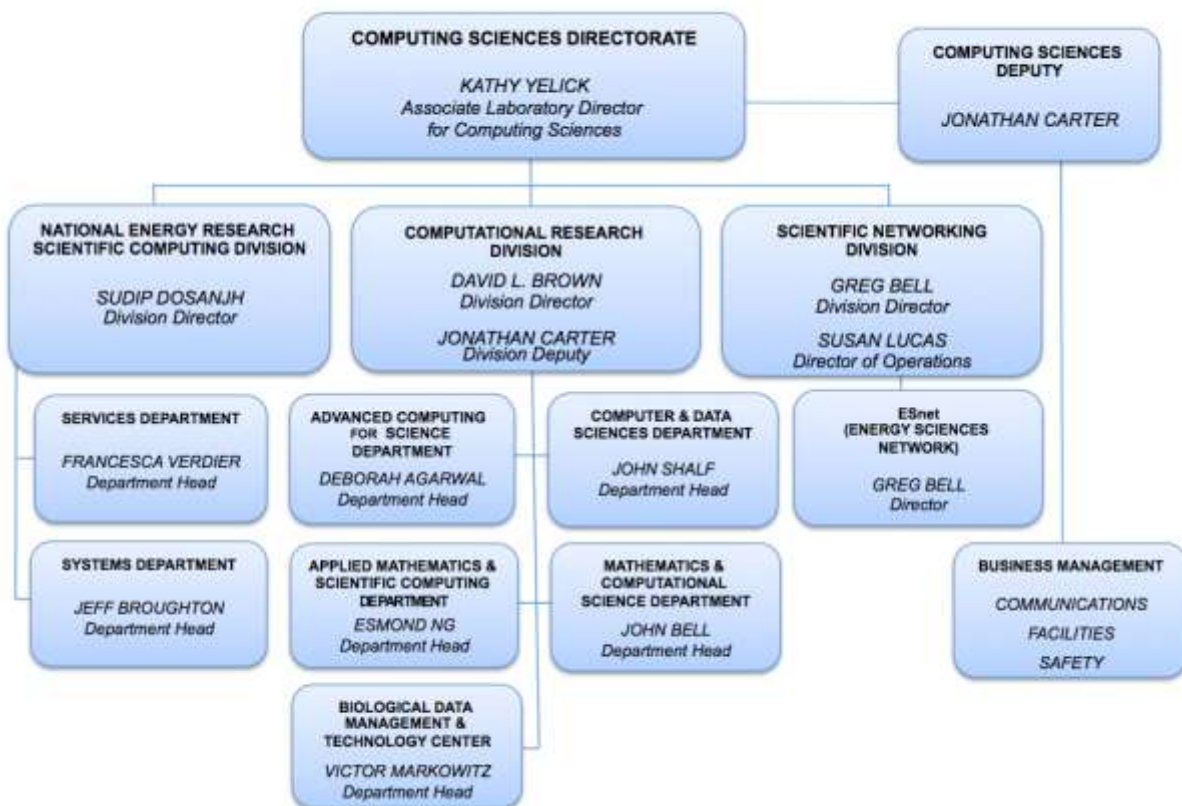 COMPUTING SCIENCES DIRECTORATE
KATHY YELICK
Associate Laboratory Director
for Computing Sciences
COMPUTING SCIENCES
DEPUTY
JONATHAN CARTER
NATIONAL ENERGY RESEARCH
SCIENTIFIC COMPUTING DIVISION
SUDIP DOSANJH
Division Director
COMPUTATIONAL RESEARCH
DIVISION
DAVID L. BROWN
Division Director
JONATHAN CARTER
Division Deputy
SCIENTIFIC NETWORKING
DIVISION
GREG BELL
Division Director
SUSAN LUCAS
Director of Operations
SERVICES DEPARTMENT
FRANCESCA VERDIER
Department Head
ADVANCED COMPUTING
FOR SCIENCE
DEPARTMENT
DEBORAH AGARWAL
Department Head
COMPUTER & DATA
SCIENCES DEPARTMENT
JOHN SHALF
Department Head
ESnet
(ENERGY SCIENCES
NETWORK)
GREG BELL
Director
SYSTEMS DEPARTMENT
JEFF BROUGHTON
Department Head
APPLIED MATHEMATICS &
SCIENTIFIC COMPUTING
DEPARTMENT
ESMOND NG
Department Head
MATHEMATICS &
COMPUTATIONAL
SCIENCE DEPARTMENT
JOHN BELL
Department Head
BUSINESS MANAGEMENT
COMMUNICATIONS
FACILITIES
SAFETY
BIOLOGICAL DATA
MANAGEMENT &
TECHNOLOGY CENTER
VICTOR MARKOWITZ
Department Head